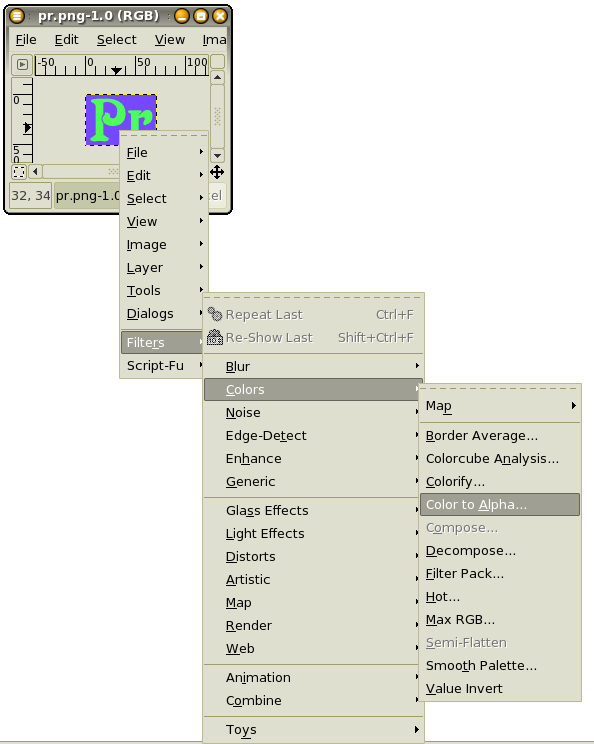 pr.png-1.0 (RGB)
File Edit Select View Ima
-50 0 50 100
0
Pr
5
0
32, 34 pr.png-1.0 cel
File
Edit
Select
View
Image
Layer
Tools
Dialogs
Filters
Script-Fu
Repeat Last Ctrl+F
Re-Show Last Shift+Ctrl+F
Blur
Colors
Noise
Edge-Detect
Enhance
Generic
Glass Effects
Light Effects
Distorts
Artistic
Map
Render
Web
Animation
Combine
Toys
Map
Border Average...
Colorcube Analysis...
Colorify...
Color to Alpha...
Compose...
Decompose...
Filter Pack...
Hot...
Max RGB...
Semi-Flatten
Smooth Palette...
Value Invert